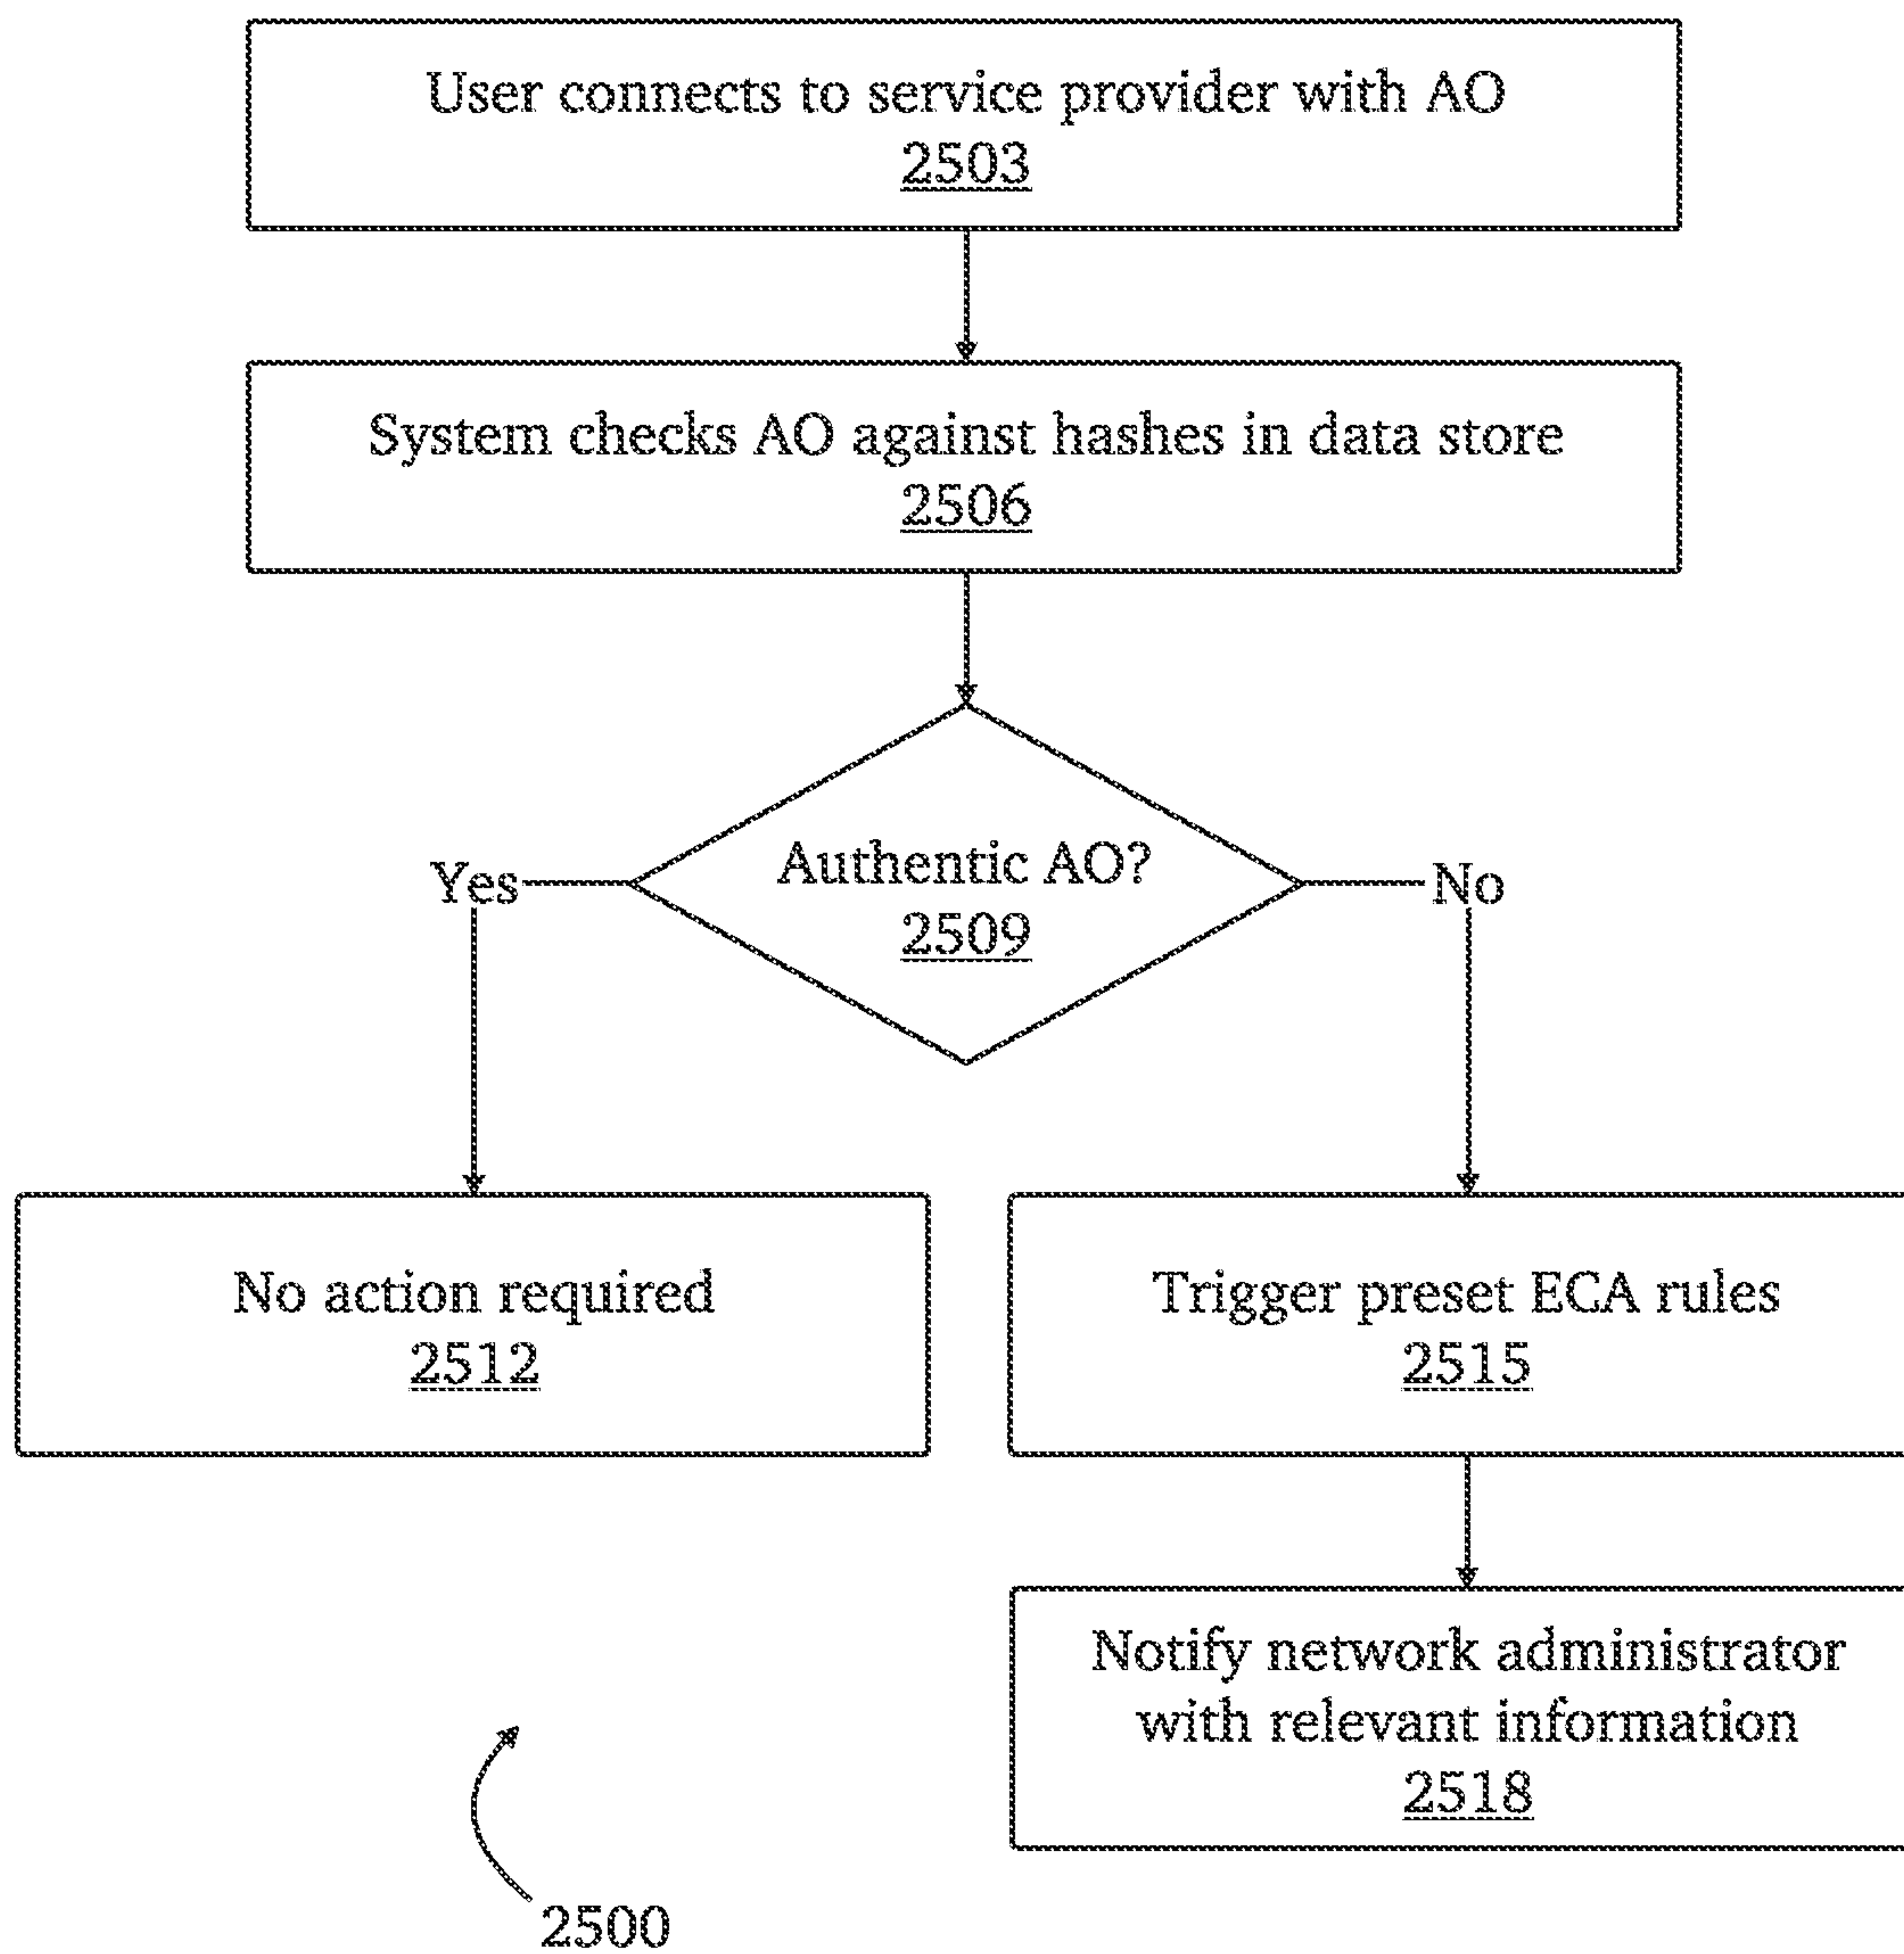 User connects to service provider with AO
2503
System checks AO against hashes in data store
2506
Authentic AO?
2509
Yes
No
No action required
2512
Trigger preset ECA rules
2515
Notify network administrator
with relevant information
2518
2500